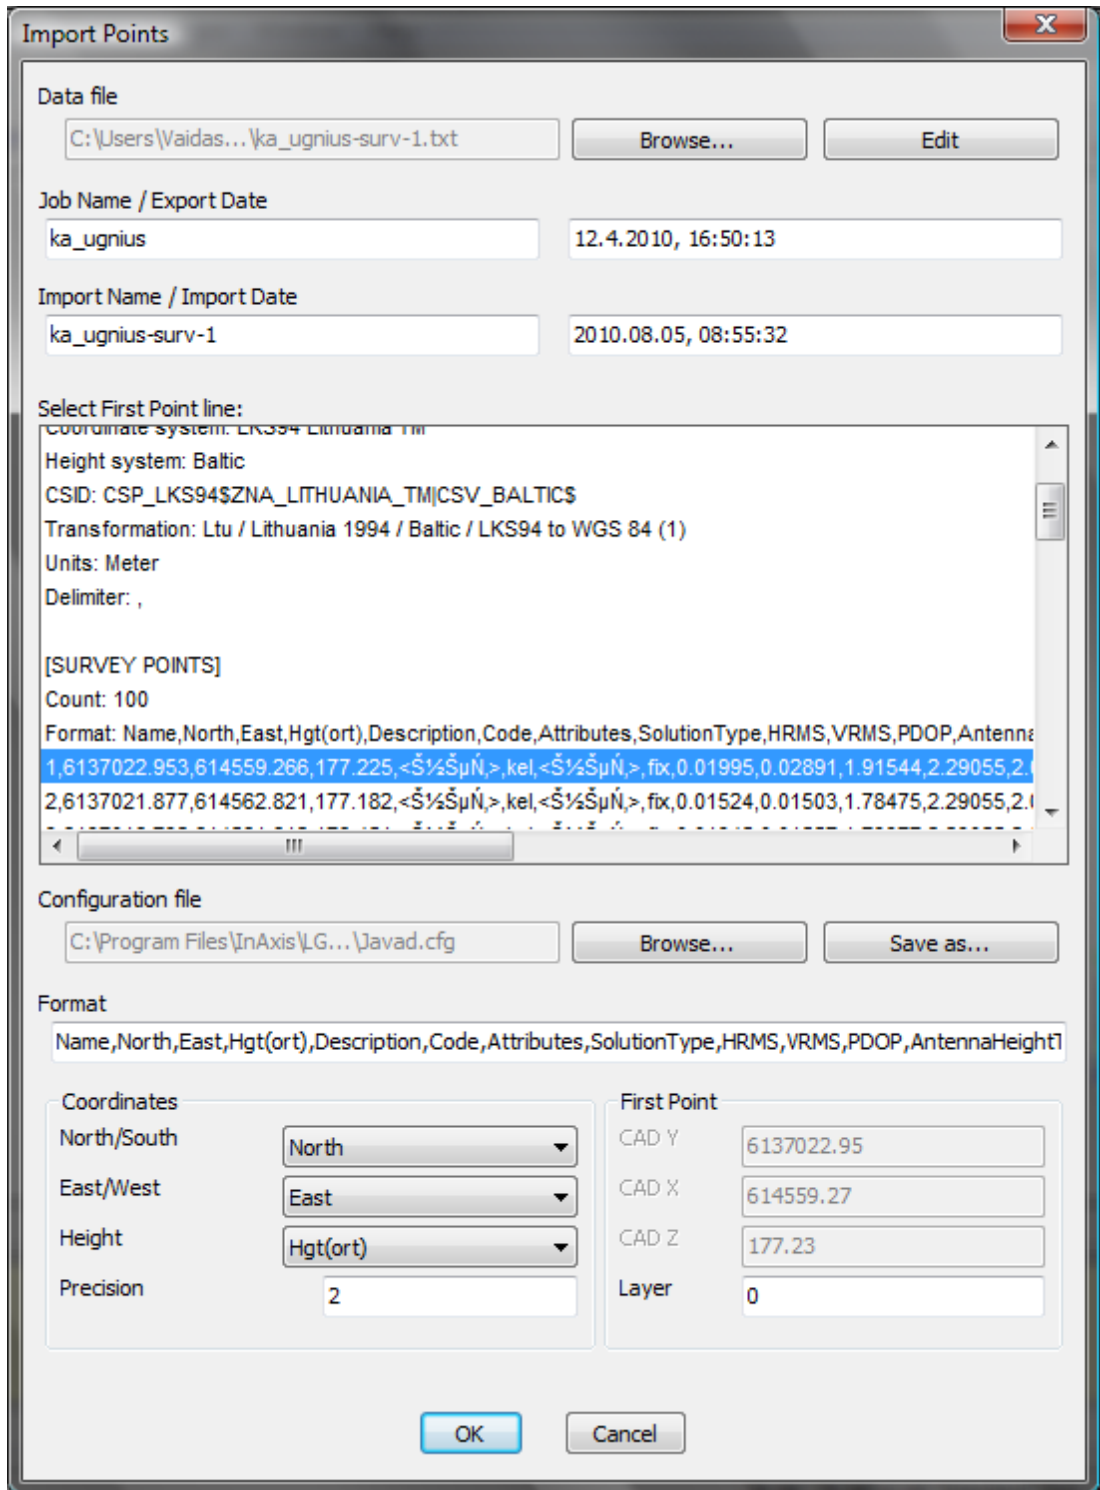 Import Points
Data file
C:\Users\Vaidas...\ka_ugnius-surv-1.txt Browse... Edit
Job Name / Export Date
ka_ugnius 12.4.2010, 16:50:13
Import Name / Import Date
ka_ugnius-surv-1 2010.08.05, 08:55:32
Select First Point line:
Coordinate system: LKS94 Lithuania TM
Height system: Baltic
CSID: CSP_LKS94$ZNA_LITHUANIA_TM|CSV_BALTIC$
Transformation: Ltu / Lithuania 1994 / Baltic / LKS94 to WGS 84 (1)
Units: Meter
Delimiter: ,
[SURVEY POINTS]
Count: 100
Format: Name,North,East,Hgt(ort),Description,Code,Attributes,SolutionType,HRMS,VRMS,PDOP,Antenna
1,6137022.953,614559.266,177.225,<Š½ŠµŃ‚>,kel,<Š½ŠµŃ‚>,fix,0.01995,0.02891,1.91544,2.29055,2.
2,6137021.877,614562.821,177.182,<Š½ŠµŃ‚>,kel,<Š½ŠµŃ‚>,fix,0.01524,0.01503,1.78475,2.29055,2.
Configuration file
C:\Program Files\InAxis\LG...\Javad.cfg Browse... Save as...
Format
Name,North,East,Hgt(ort),Description,Code,Attributes,SolutionType,HRMS,VRMS,PDOP,AntennaHeightT
Coordinates First Point
North/South North CAD Y 6137022.95
East/West East CAD X 614559.27
Height Hgt(ort) CAD Z 177.23
Precision 2 Layer 0
OK Cancel